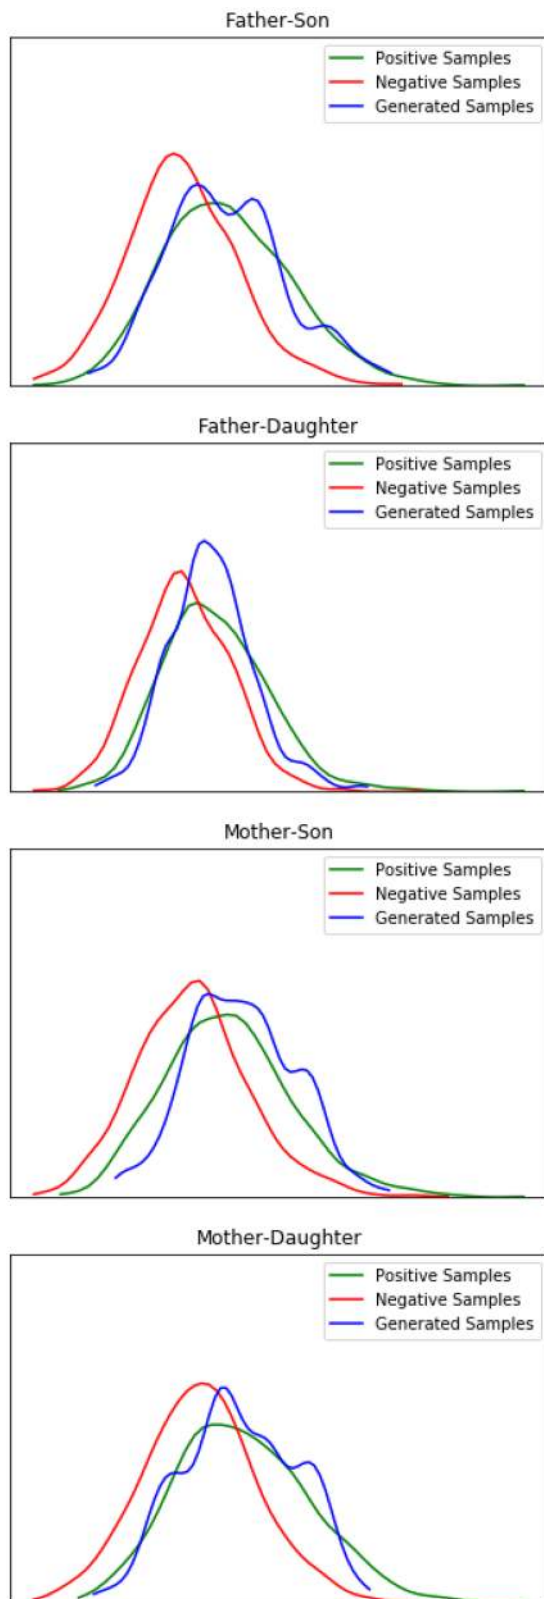 Father-Son
Positive Samples
Negative Samples
Generated Samples
Father-Daughter
Positive Samples
Negative Samples
Generated Samples
Mother-Son
Positive Samples
Negative Samples
Generated Samples
Mother-Daughter
Positive Samples
Negative Samples
Generated Samples